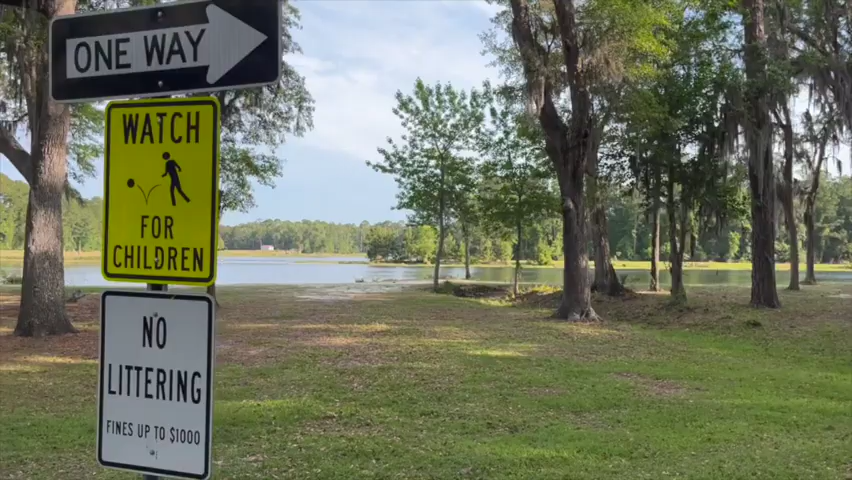 ONE WAY
WATCH
FOR
CHILDREN
NO
LITTERING
FINES UP TO $1000